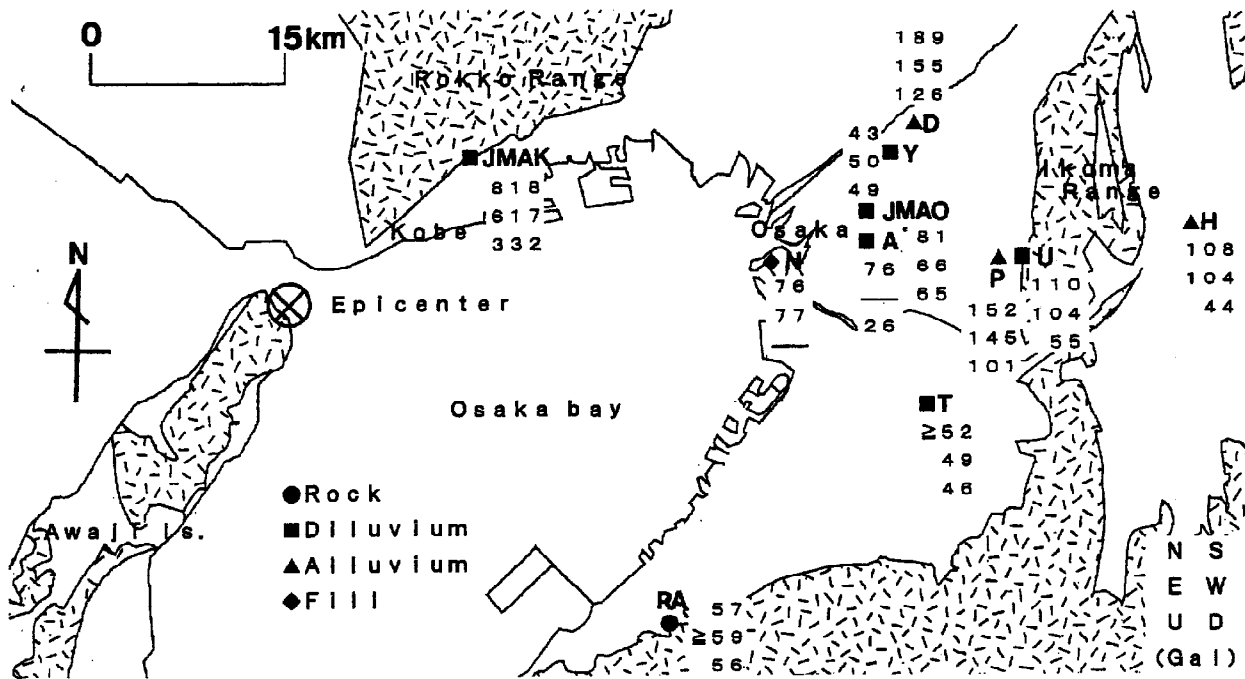 0 15km
Rokko Range
189
155
126
D
43
50
49
Y
JMAK
818
617
332
Kobe
Ikoma
Range
JMAO
81
66
65
Osaka
A
76
—
26
H
108
104
44
N
N
76
77
—
P
152
145
101
U
110
104
55
Epicenter
Osaka bay
T
≧52
49
46
Rock
Diluvium
Alluvium
Fill
Awaji Is.
RA
57
≧59
56
N S
E W
U D
(Gal)